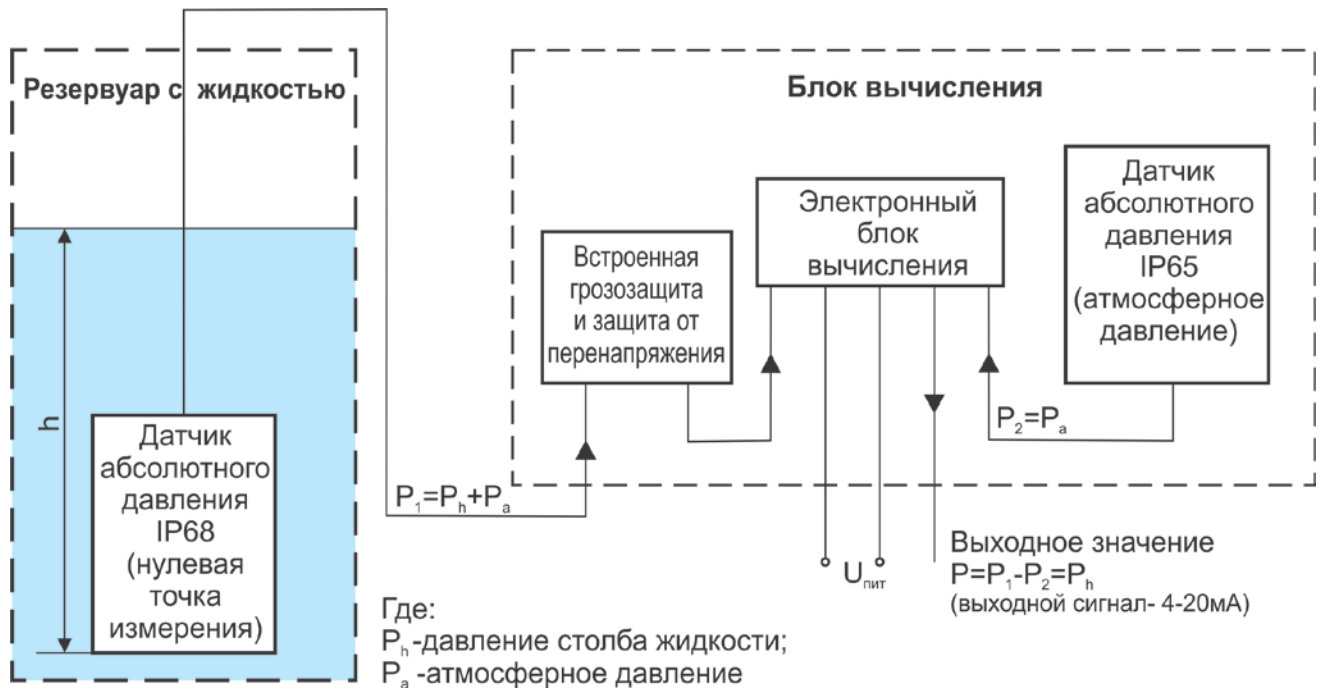 Резервуар с жидкостью
h
Датчик
абсолютного
давления
IP68
(нулевая
точка
измерения)
P₁=Pₕ+Pₐ
Где:
Pₕ-давление столба жидкости;
Pₐ-атмосферное давление
Блок вычисления
Встроенная
грозозащита
и защита от
перенапряжения
Электронный
блок
вычисления
Датчик
абсолютного
давления
IP65
(атмосферное
давление)
P₂=Pₐ
Uпит
Выходное значение
P=P₁-P₂=Pₕ
(выходной сигнал- 4-20мА)